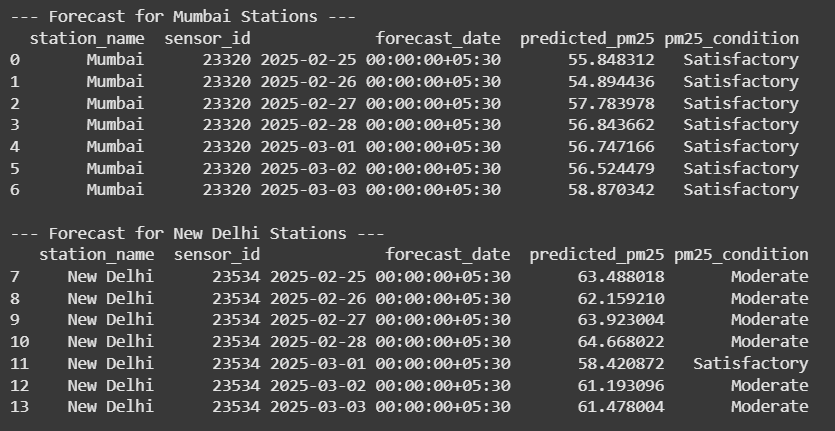 --- Forecast for Mumbai Stations ---
station_name sensor_id forecast_date predicted_pm25 pm25_condition
0 Mumbai 23320 2025-02-25 00:00:00+05:30 55.848312 Satisfactory
1 Mumbai 23320 2025-02-26 00:00:00+05:30 54.894436 Satisfactory
2 Mumbai 23320 2025-02-27 00:00:00+05:30 57.783978 Satisfactory
3 Mumbai 23320 2025-02-28 00:00:00+05:30 56.843662 Satisfactory
4 Mumbai 23320 2025-03-01 00:00:00+05:30 56.747166 Satisfactory
5 Mumbai 23320 2025-03-02 00:00:00+05:30 56.524479 Satisfactory
6 Mumbai 23320 2025-03-03 00:00:00+05:30 58.870342 Satisfactory
--- Forecast for New Delhi Stations ---
station_name sensor_id forecast_date predicted_pm25 pm25_condition
7 New Delhi 23534 2025-02-25 00:00:00+05:30 63.488018 Moderate
8 New Delhi 23534 2025-02-26 00:00:00+05:30 62.159210 Moderate
9 New Delhi 23534 2025-02-27 00:00:00+05:30 63.923004 Moderate
10 New Delhi 23534 2025-02-28 00:00:00+05:30 64.668022 Moderate
11 New Delhi 23534 2025-03-01 00:00:00+05:30 58.420872 Satisfactory
12 New Delhi 23534 2025-03-02 00:00:00+05:30 61.193096 Moderate
13 New Delhi 23534 2025-03-03 00:00:00+05:30 61.478004 Moderate